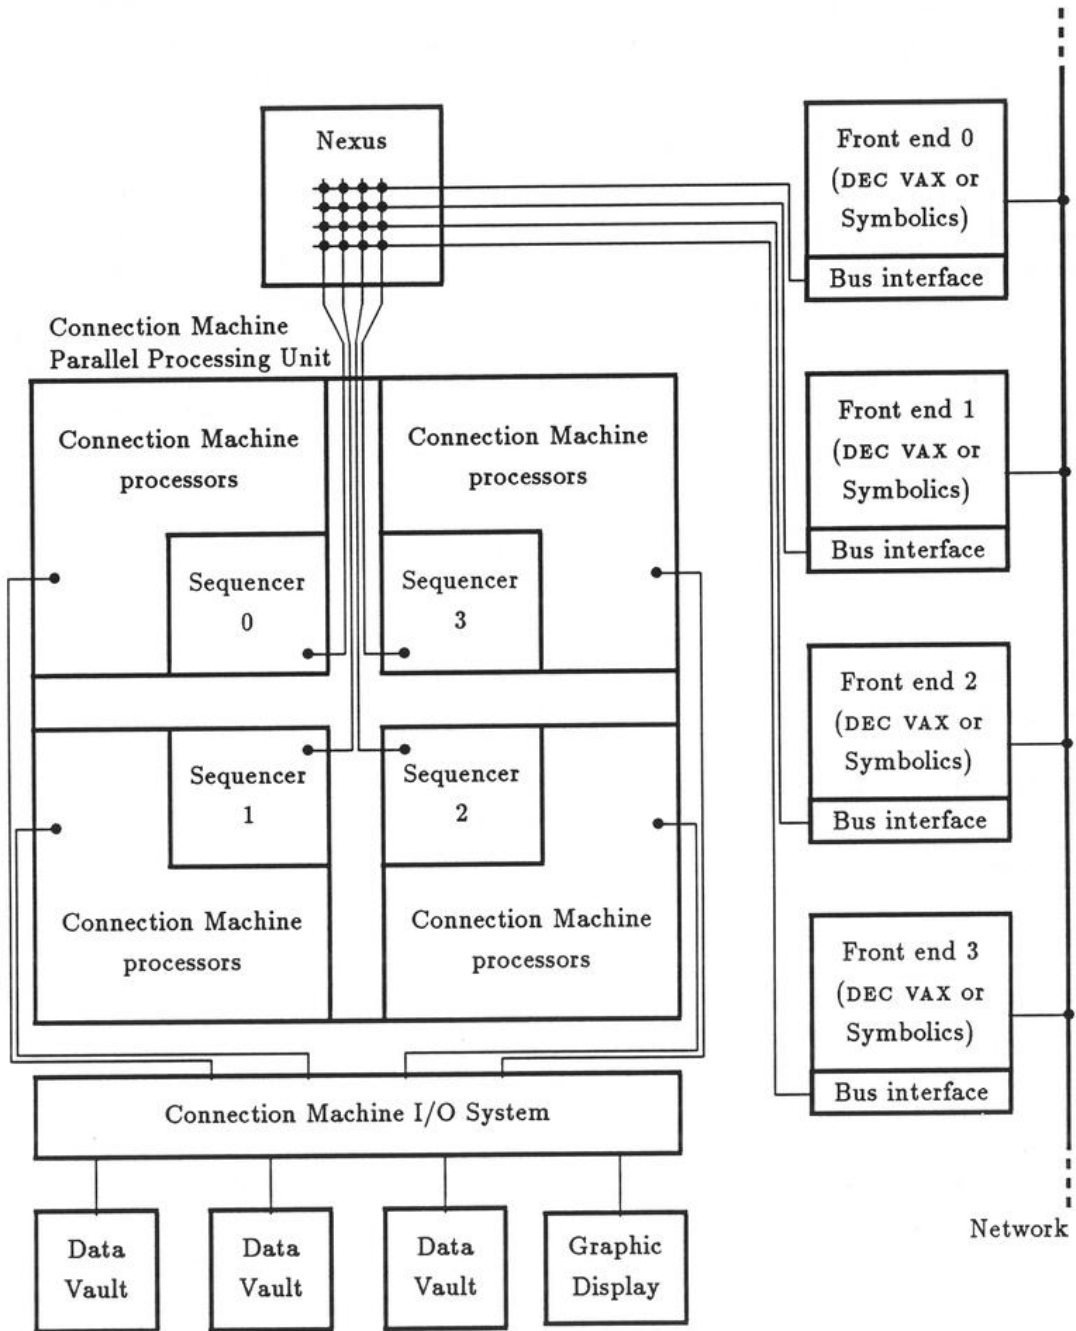 Nexus
Front end 0
(DEC VAX or
Symbolics)
Bus interface
Connection Machine
Parallel Processing Unit
Connection Machine
processors
Connection Machine
processors
Front end 1
(DEC VAX or
Symbolics)
Bus interface
Sequencer
0
Sequencer
3
Front end 2
(DEC VAX or
Symbolics)
Bus interface
Sequencer
1
Sequencer
2
Connection Machine
processors
Connection Machine
processors
Front end 3
(DEC VAX or
Symbolics)
Bus interface
Connection Machine I/O System
Data
Vault
Data
Vault
Data
Vault
Graphic
Display
Network